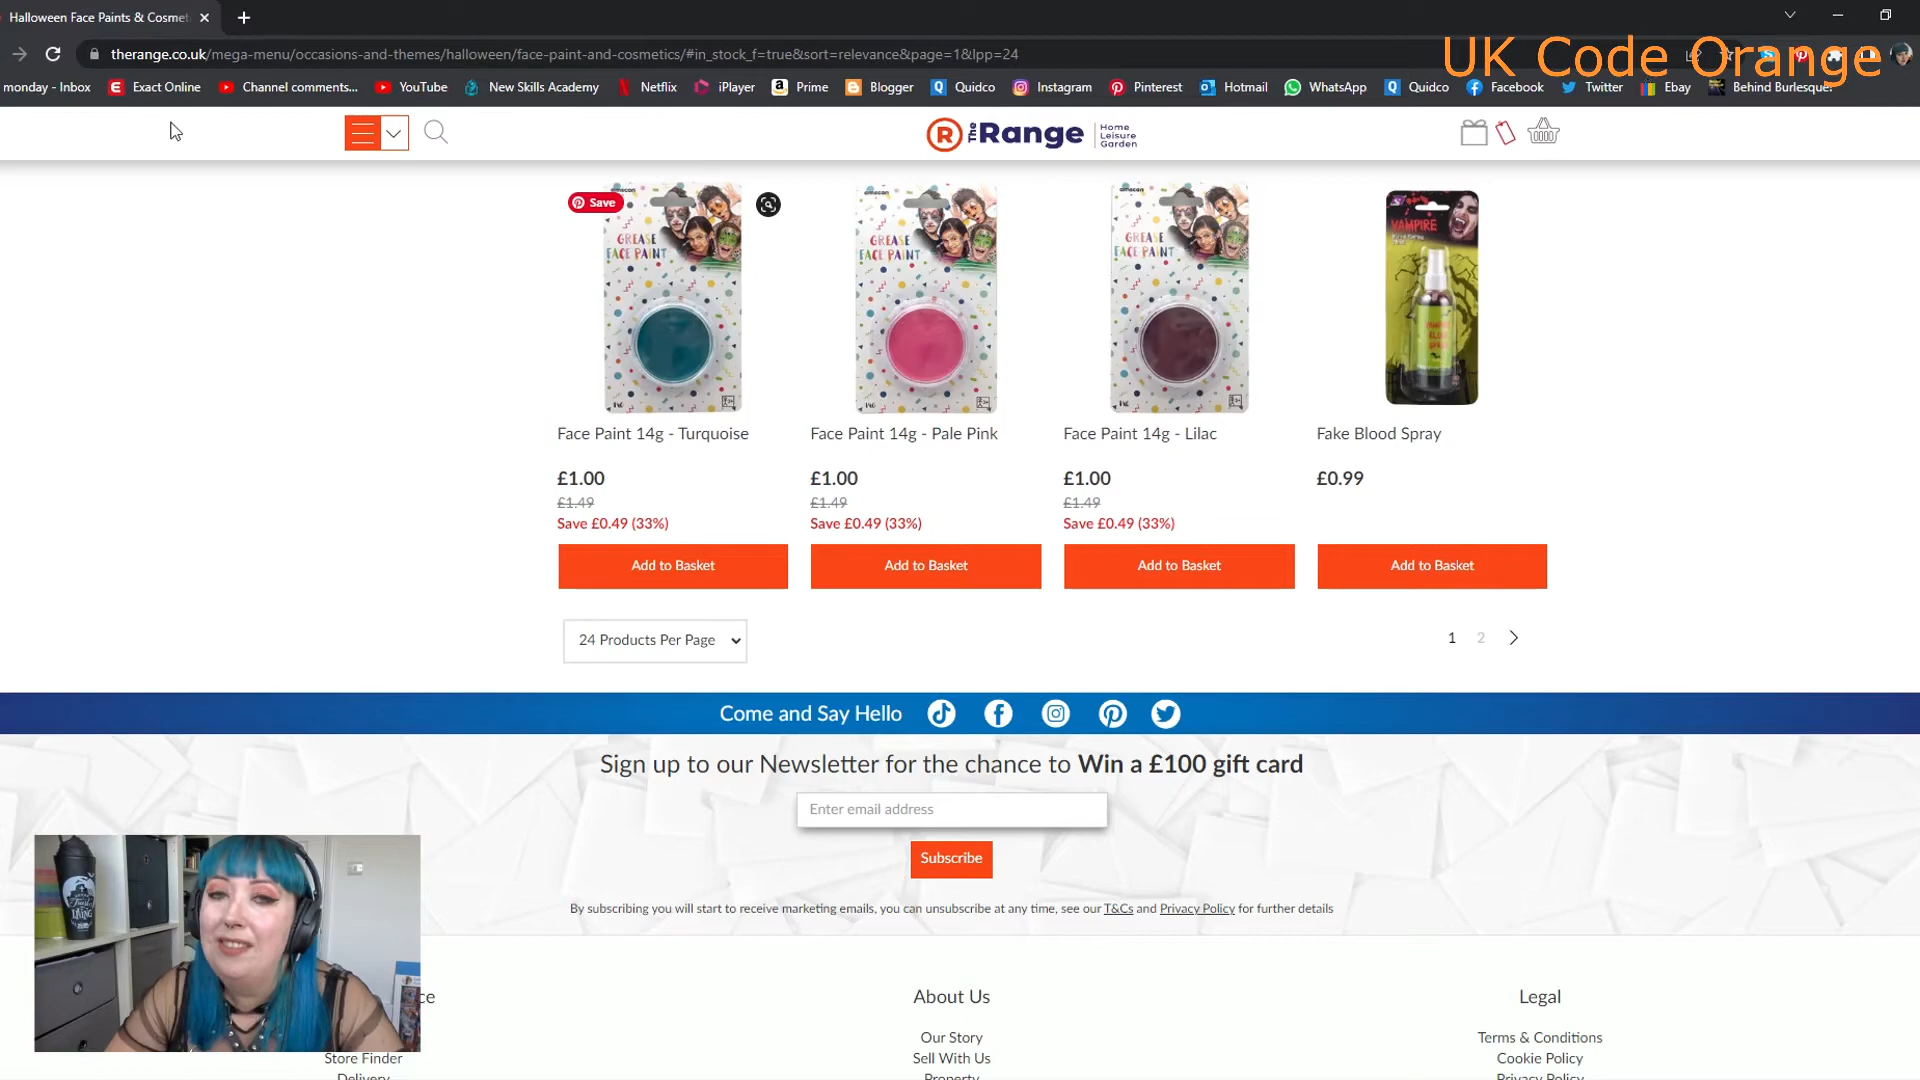 Halloween Face Paints & Cosmet
therange.co.uk/mega-menu/occasions-and-themes/halloween/face-paint-and-cosmetics/#in_stock_f=true&sort=relevance&page=1&lpp=24
UK Code Orange
monday - Inbox Exact Online Channel comments... YouTube New Skills Academy Netflix iPlayer Prime Blogger Quidco Instagram Pinterest Hotmail WhatsApp Quidco Facebook Twitter Ebay Behind Burlesque:
The Range Home Leisure Garden
Save
amscan amscan amscan
GREASE FACE PAINT
GREASE FACE PAINT
GREASE FACE PAINT
VAMPIRE
Face Paint 14g - Turquoise Face Paint 14g - Pale Pink Face Paint 14g - Lilac Fake Blood Spray
£1.00 £1.00 £1.00 £0.99
£1.49 £1.49 £1.49
Save £0.49 (33%) Save £0.49 (33%) Save £0.49 (33%)
Add to Basket Add to Basket Add to Basket Add to Basket
24 Products Per Page 1 2
Come and Say Hello
Sign up to our Newsletter for the chance to Win a £100 gift card
Enter email address
Subscribe
By subscribing you will start to receive marketing emails, you can unsubscribe at any time, see our T&Cs and Privacy Policy for further details
ce About Us Legal
Our Story Terms & Conditions
Store Finder Sell With Us Cookie Policy
Delivery Property Privacy Policy